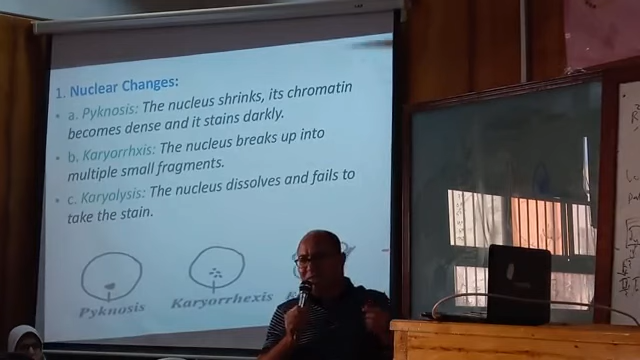 1. Nuclear Changes:
• a. Pyknosis: The nucleus shrinks, its chromatin
becomes dense and it stains darkly.
• b. Karyorrhxis: The nucleus breaks up into
multiple small fragments.
• c. Karyolysis: The nucleus dissolves and fails to
take the stain.
Pyknosis
Karyorrhexis